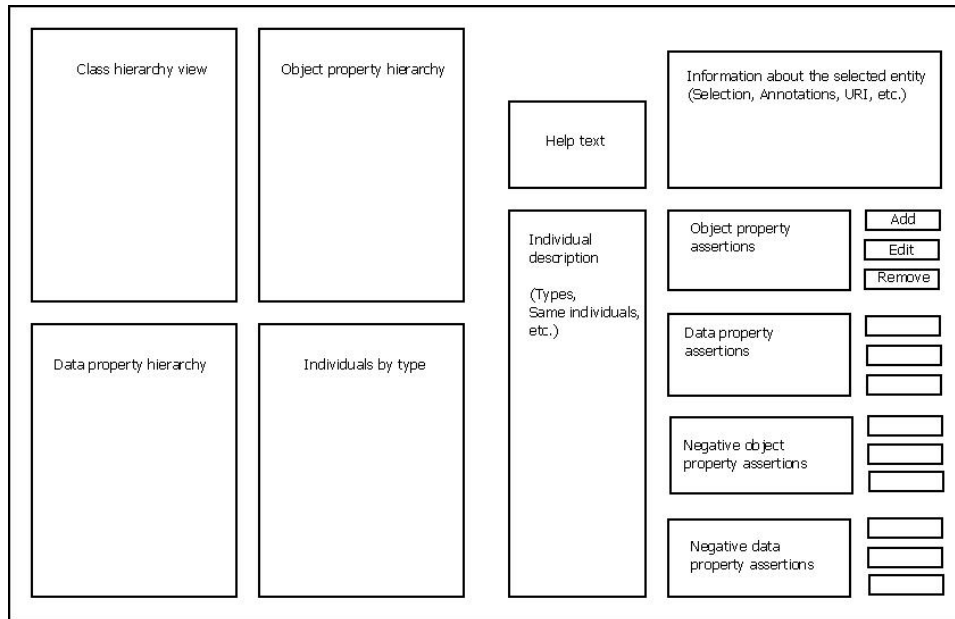 Class hierarchy view
Object property hierarchy
Information about the selected entity
(Selection, Annotations, URI, etc.)
Help text
Individual
description
(Types,
Same individuals,
etc.)
Object property
assertions
Add
Edit
Remove
Data property hierarchy
Individuals by type
Data property
assertions
Negative object
property assertions
Negative data
property assertions